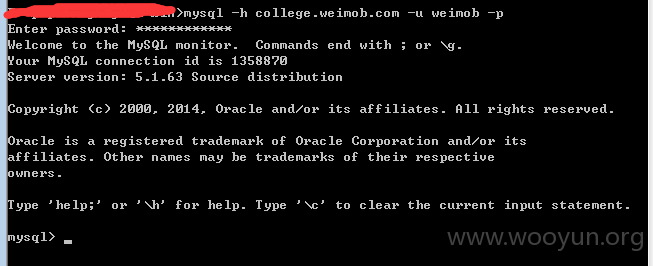 \bin>mysql -h college.weimob.com -u weimob -p
Enter password: ************
Welcome to the MySQL monitor.  Commands end with ; or \g.
Your MySQL connection id is 1358870
Server version: 5.1.63 Source distribution
Copyright (c) 2000, 2014, Oracle and/or its affiliates. All rights reserved.
Oracle is a registered trademark of Oracle Corporation and/or its
affiliates. Other names may be trademarks of their respective
owners.
Type 'help;' or '\h' for help. Type '\c' to clear the current input statement.
mysql> _
www.wooyun.org